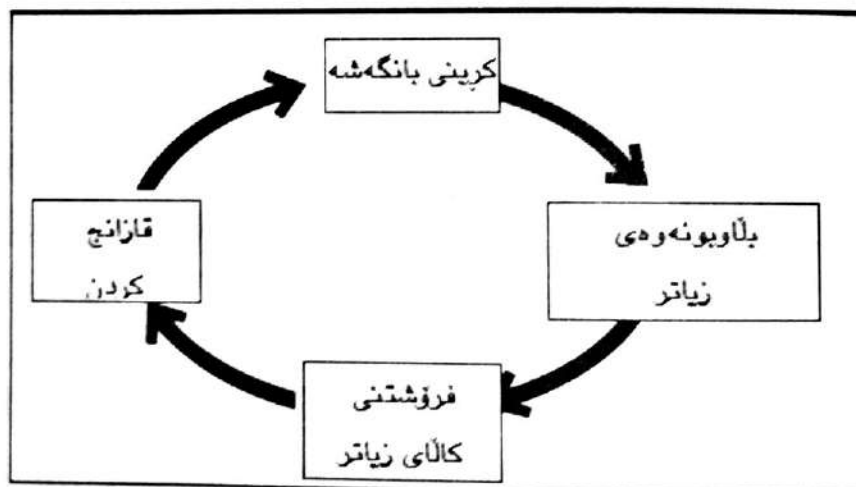 کڕینی بانگەشە
بڵاوبونەوەی
زیاتر
فرۆشتنی
کاڵای زیاتر
قازانج
کردن